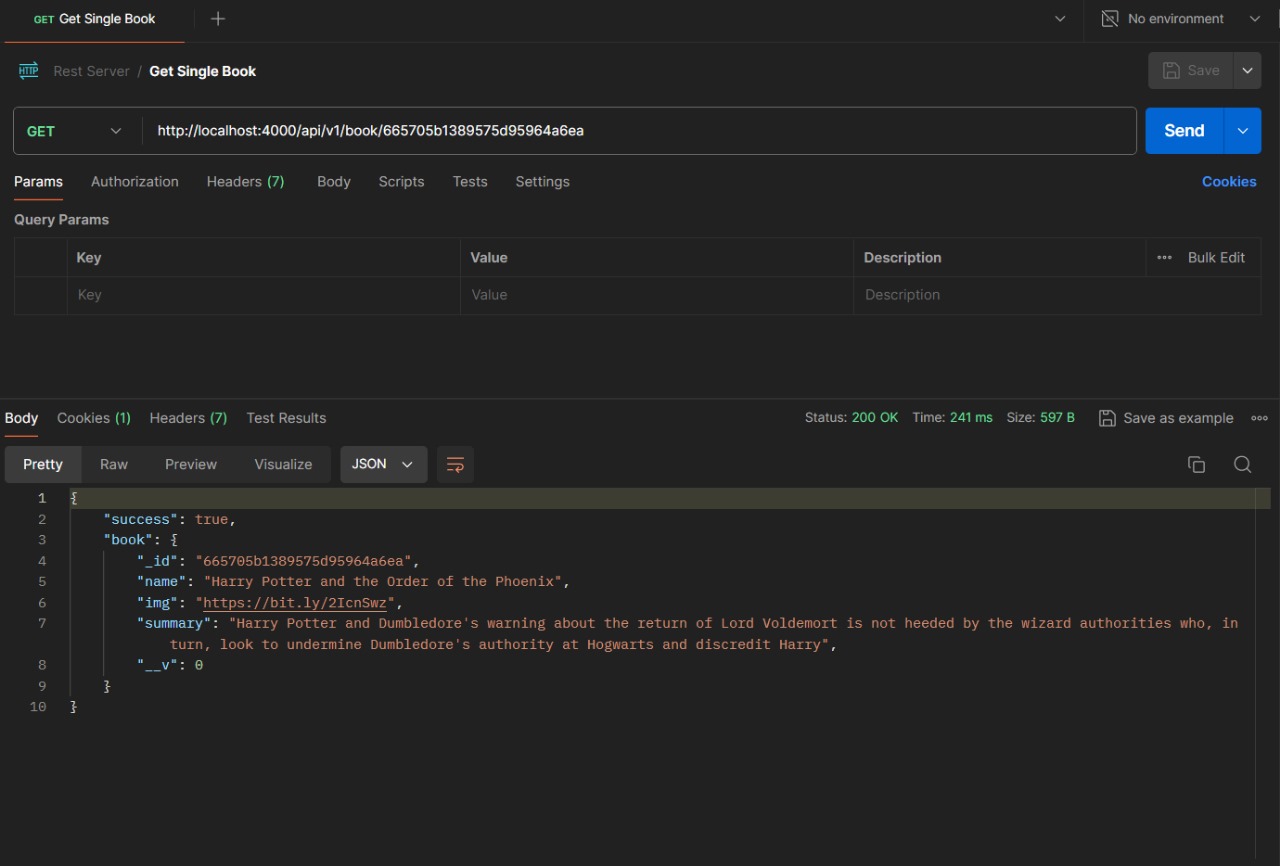 GET Get Single Book
No environment
HTTP Rest Server / Get Single Book
Save
GET http://localhost:4000/api/v1/book/665705b1389575d95964a6ea
Send
Params Authorization Headers (7) Body Scripts Tests Settings
Cookies
Query Params
Key Value Description Bulk Edit
Key Value Description
Body Cookies (1) Headers (7) Test Results
Status: 200 OK Time: 241 ms Size: 597 B Save as example
Pretty Raw Preview Visualize JSON
1 {
2 "success": true,
3 "book": {
4 "_id": "665705b1389575d95964a6ea",
5 "name": "Harry Potter and the Order of the Phoenix",
6 "img": "https://bit.ly/2IcnSwz",
7 "summary": "Harry Potter and Dumbledore's warning about the return of Lord Voldemort is not heeded by the wizard authorities who, in
turn, look to undermine Dumbledore's authority at Hogwarts and discredit Harry",
8 "__v": 0
9 }
10 }